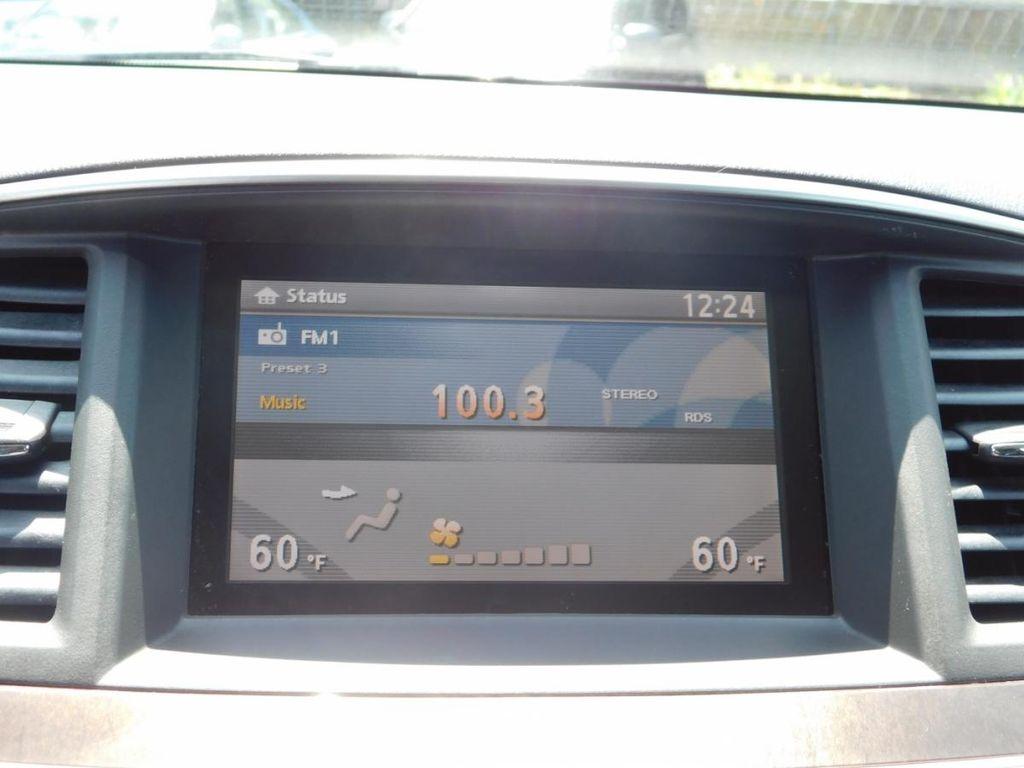 Status 12:24
FM1
Preset 3
Music 100.3 STEREO
RDS
60 °F 60 °F